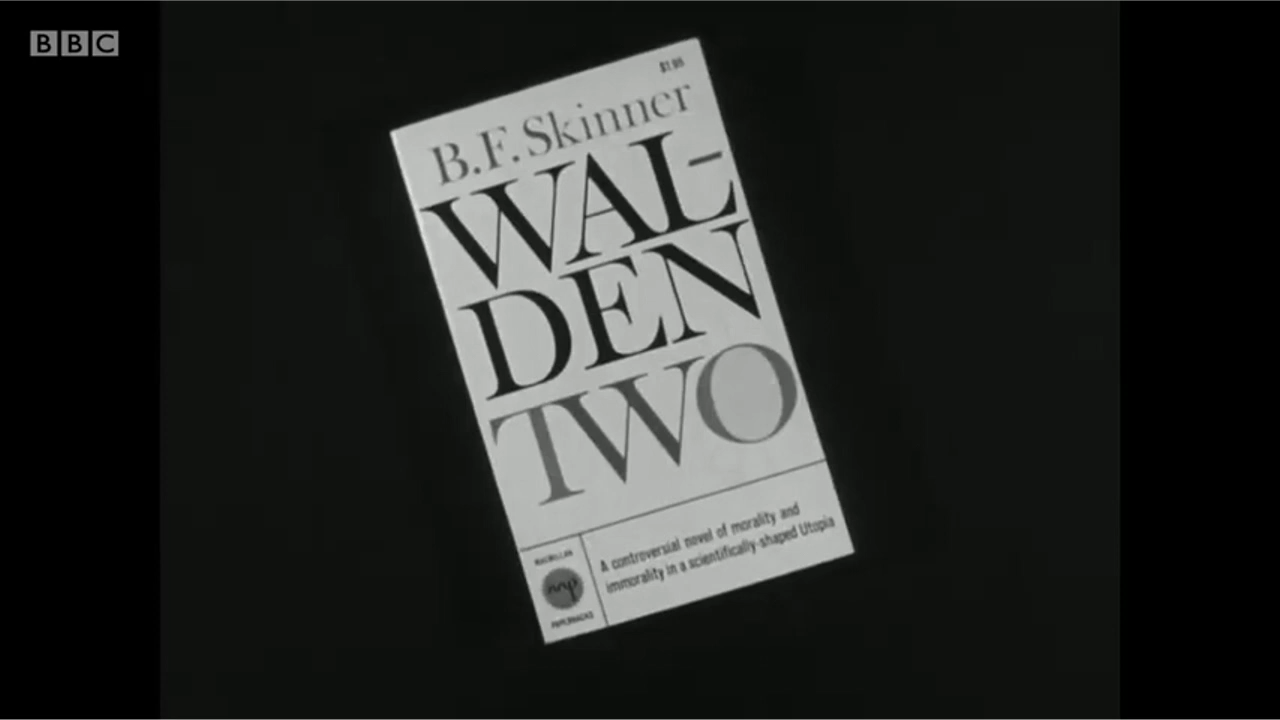 BBC
$1.95
B.F. Skinner
WAL-
DEN
TWO
MACMILLAN
PAPERBACKS
A controversial novel of morality and
immorality in a scientifically-shaped Utopia